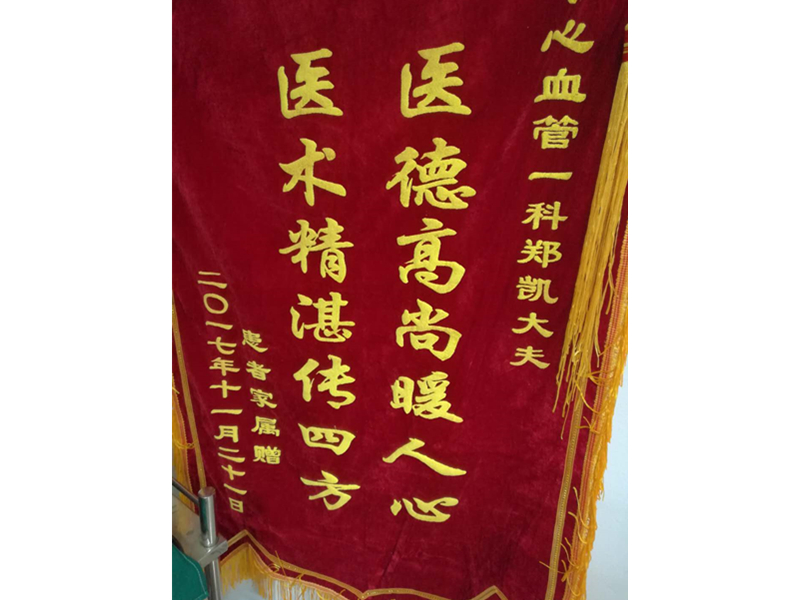 心血管一科郑凯大夫
医德高尚暖人心
医术精湛传四方
患者家属赠
二〇一七年十一月二十一日